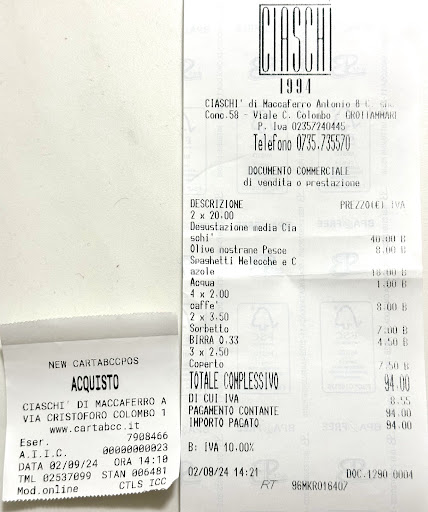 CIASCHI
1994
CIASCHI' di Maccaferro Antonio & C. snc
Conc.58 - Viale C. Colombo - GROTTAMMARE
P. Iva 02357240445
Telefono 0735.735570
DOCUMENTO COMMERCIALE
di vendita o prestazione
DESCRIZIONE PREZZO(€) IVA
2 x 20.00
Degustazione media Cia
schi' 40.00 B
Olive nostrane Pesce 8.00 B
Spaghetti Melecche e C
azole 18.00 B
Acqua 1.00 B
4 x 2.00
caffe' 8.00 B
2 x 3.50
Sorbetto 7.00 B
BIRRA 0.33 4.50 B
3 x 2.50
Coperto 7.50 B
TOTALE COMPLESSIVO 94.00
DI CUI IVA 8.55
PAGAMENTO CONTANTE 94.00
IMPORTO PAGATO 94.00
B: IVA 10.00%
02/09/24 14:21 DOC.1290-0004
RT 96MKR016407
NEW CARTABCCPOS
ACQUISTO
CIASCHI' DI MACCAFERRO A
VIA CRISTOFORO COLOMBO 1
www.cartabcc.it
Eser. 7908466
A.I.I.C. 00000000023
DATA 02/09/24 ORA 14:10
TML 02537099 STAN 006481
Mod.online CTLS ICC